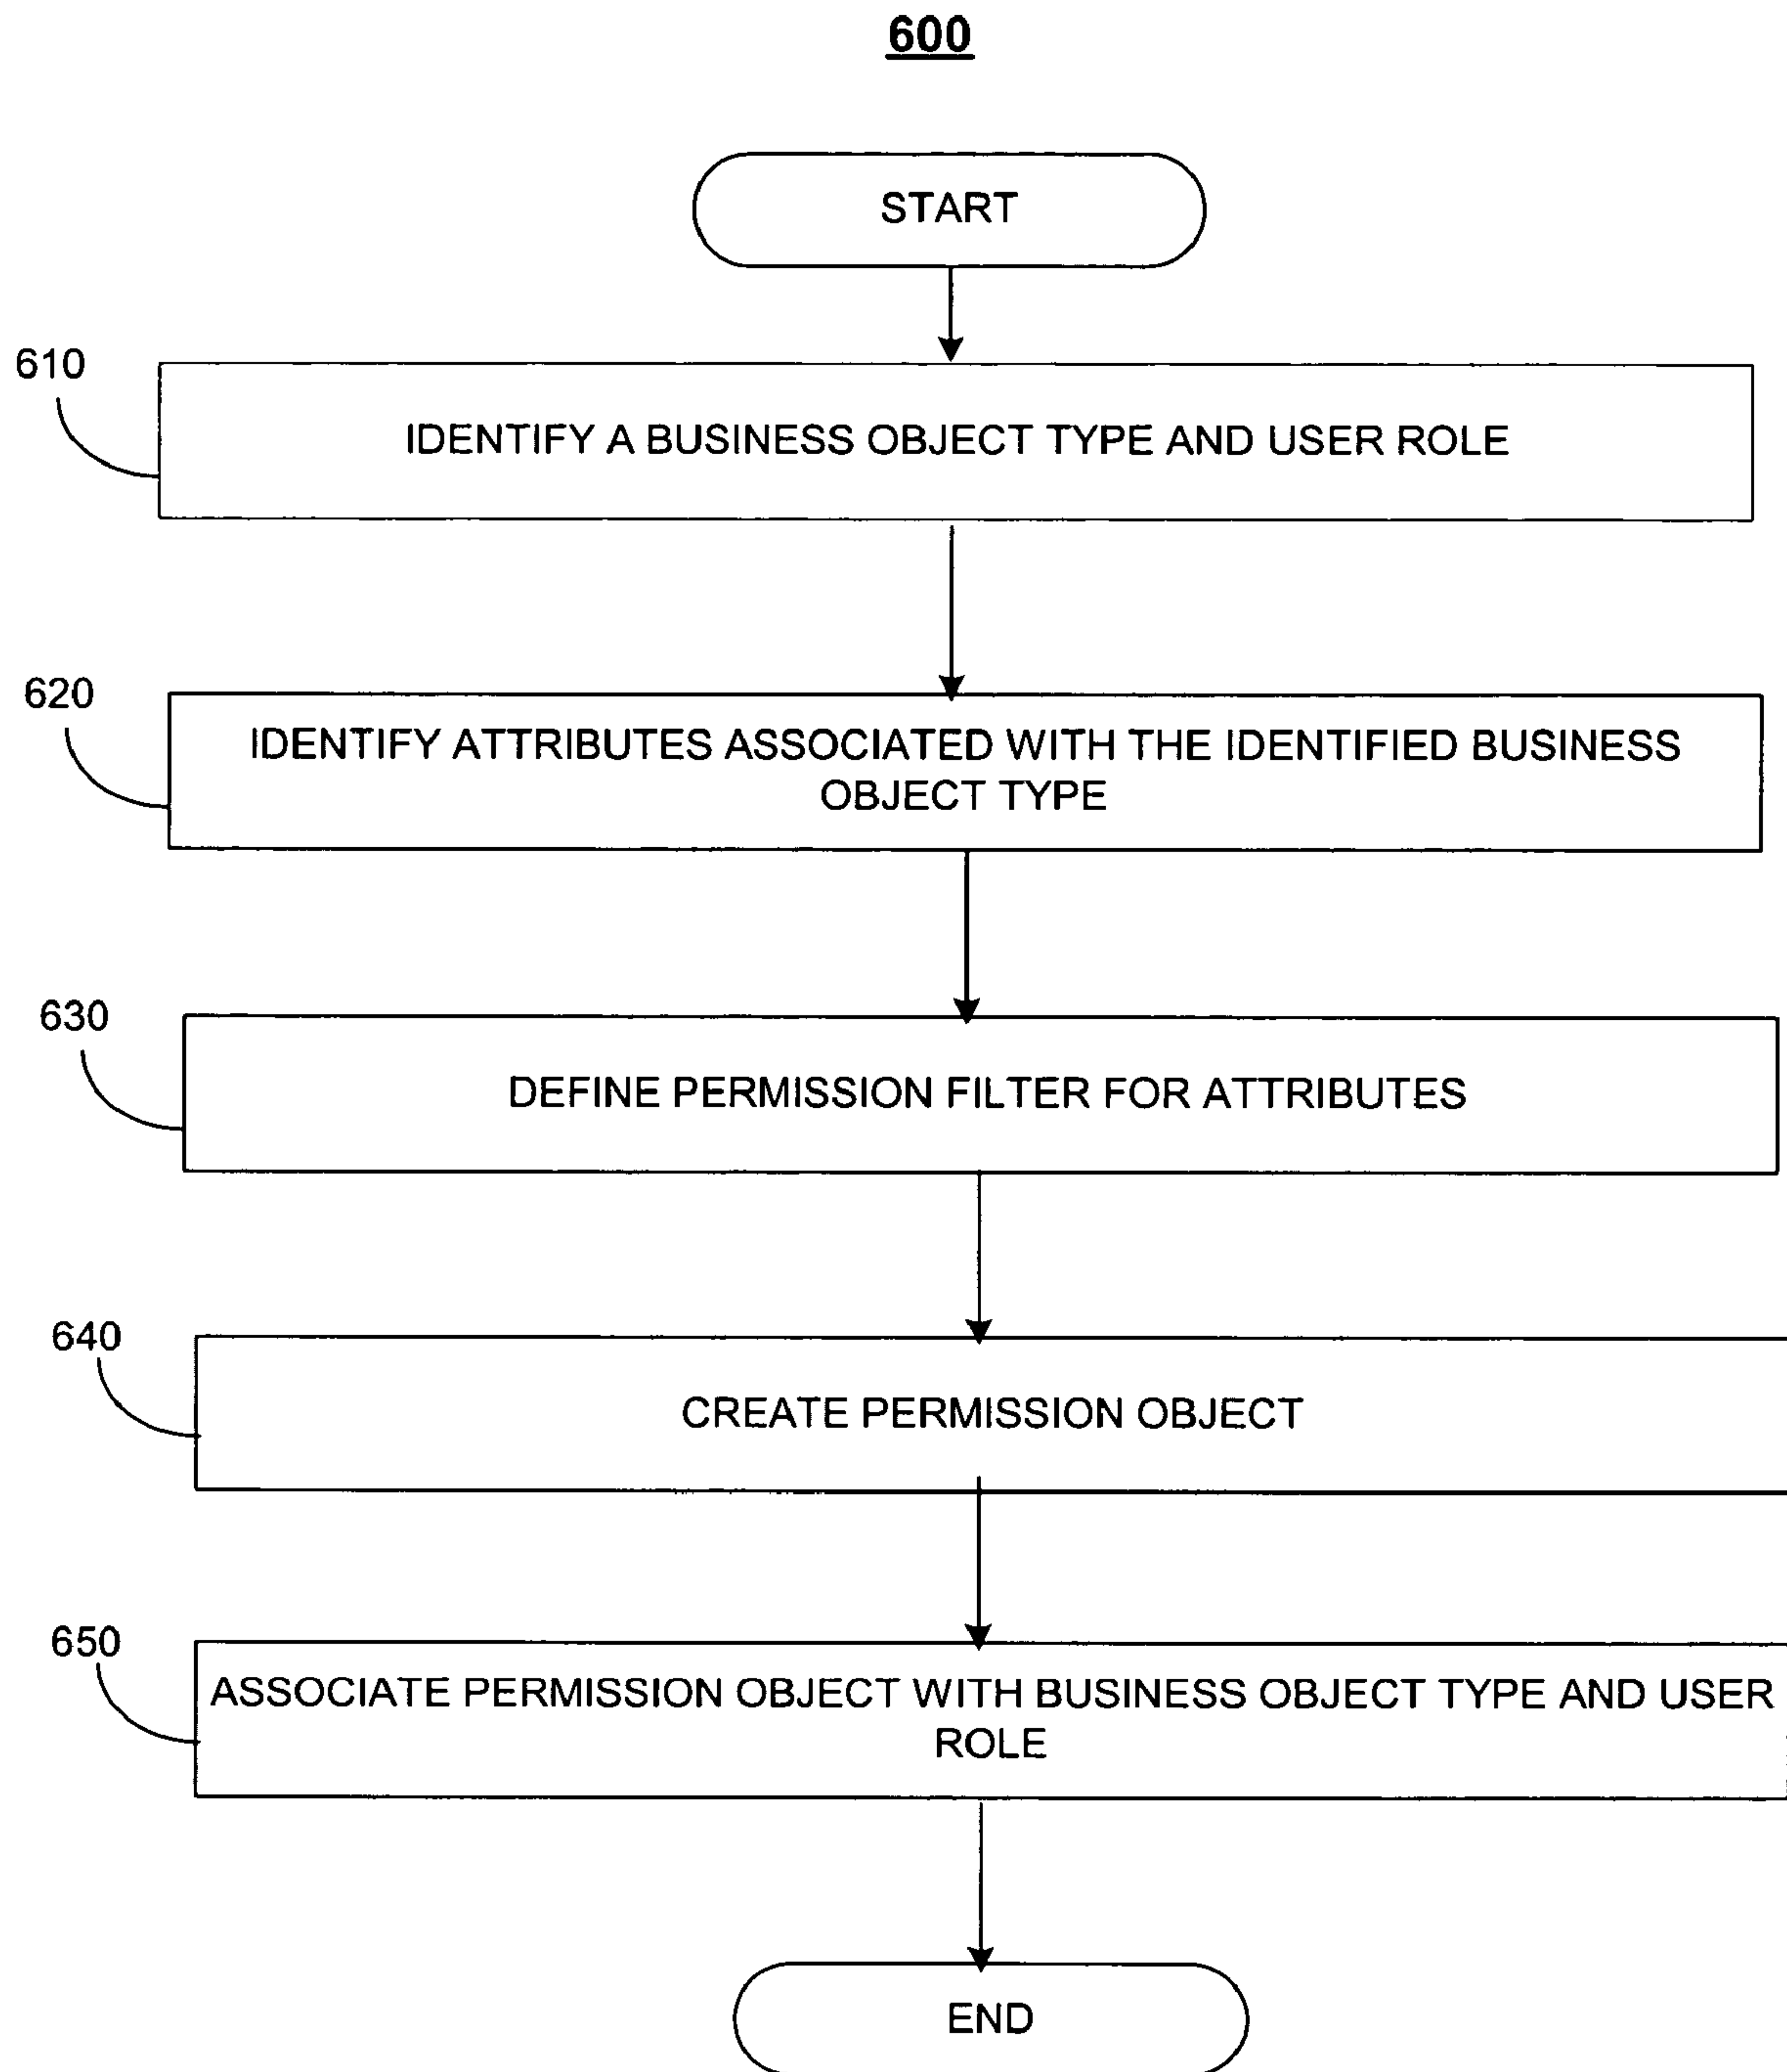 600
START
610
IDENTIFY A BUSINESS OBJECT TYPE AND USER ROLE
620
IDENTIFY ATTRIBUTES ASSOCIATED WITH THE IDENTIFIED BUSINESS
OBJECT TYPE
630
DEFINE PERMISSION FILTER FOR ATTRIBUTES
640
CREATE PERMISSION OBJECT
650
ASSOCIATE PERMISSION OBJECT WITH BUSINESS OBJECT TYPE AND USER
ROLE
END